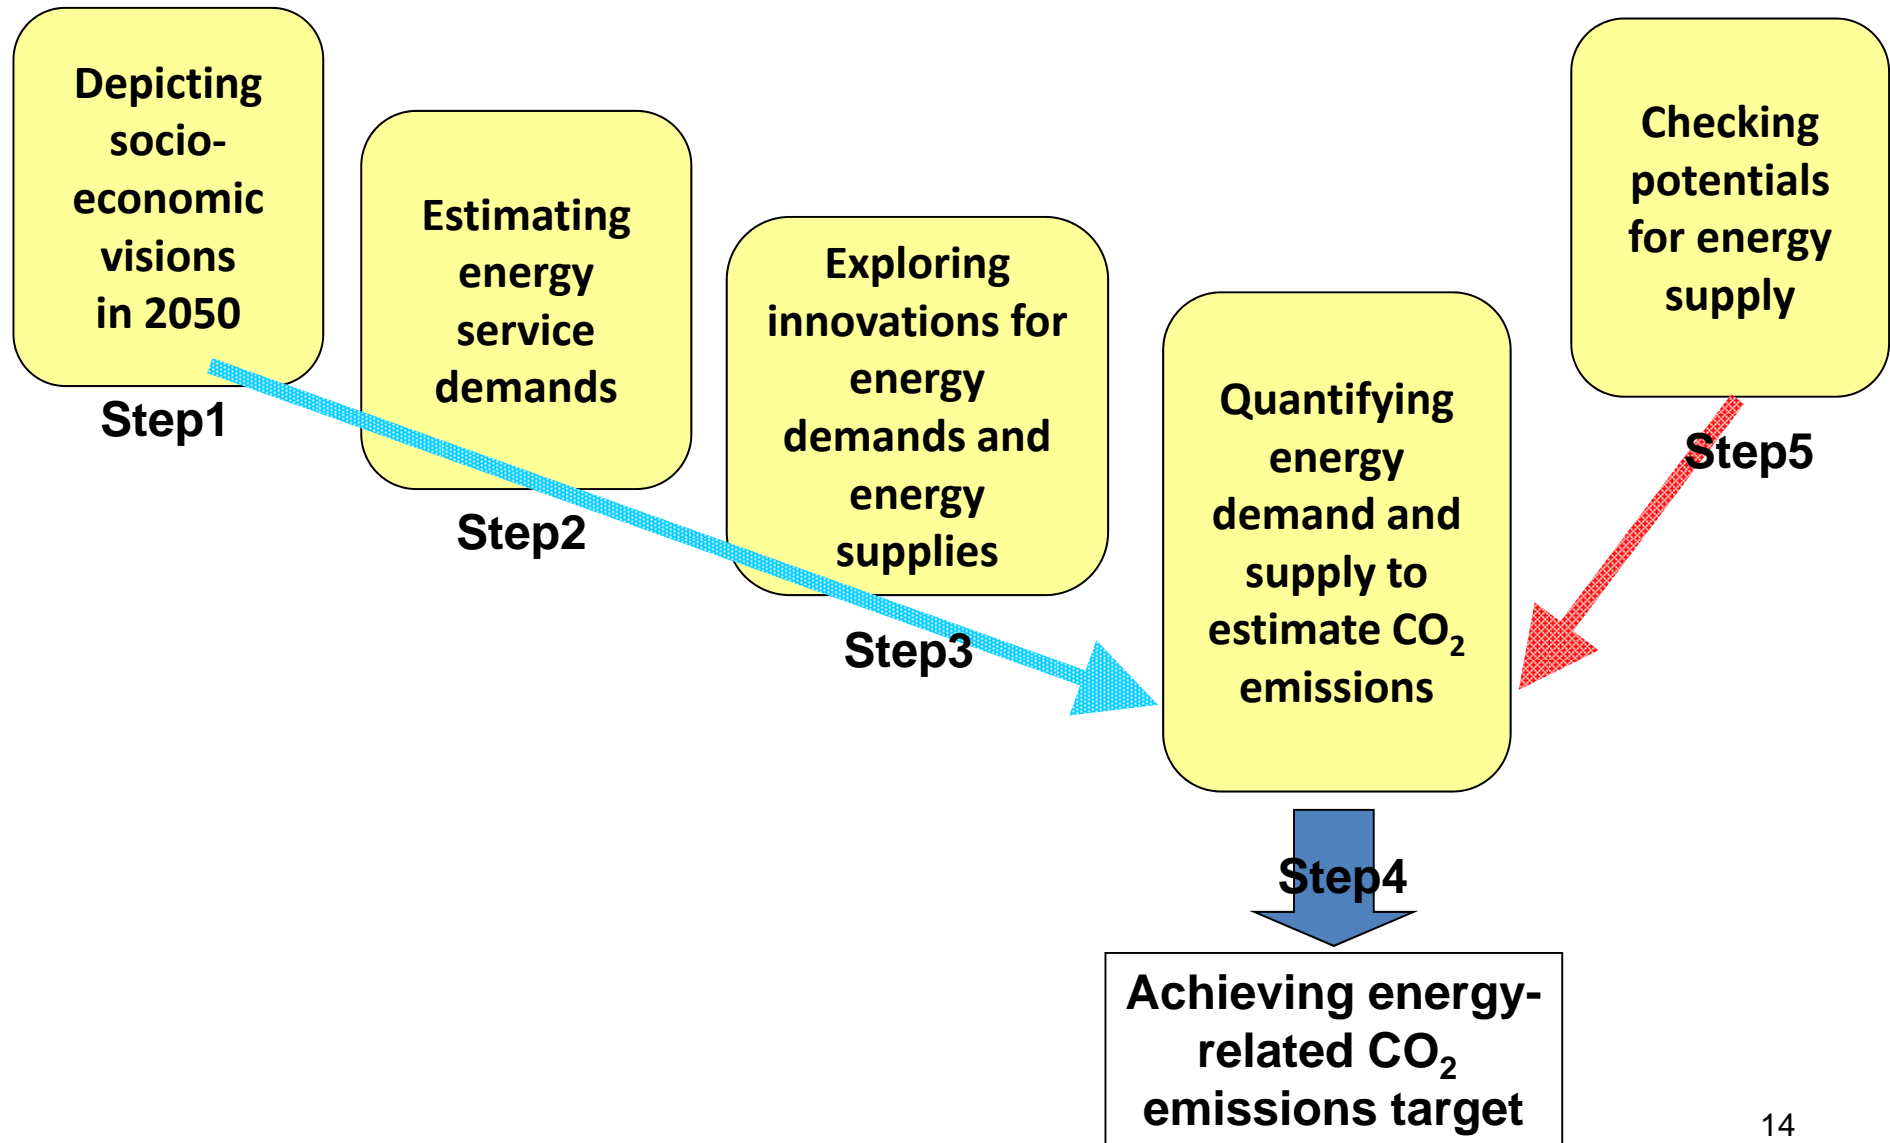 Depicting
socio-
economic
visions
in 2050
Step1
Estimating
energy
service
demands
Step2
Exploring
innovations for
energy
demands and
energy
supplies
Step3
Quantifying
energy
demand and
supply to
estimate CO₂
emissions
Step4
Checking
potentials
for energy
supply
Step5
Achieving energy-
related CO₂
emissions target
14